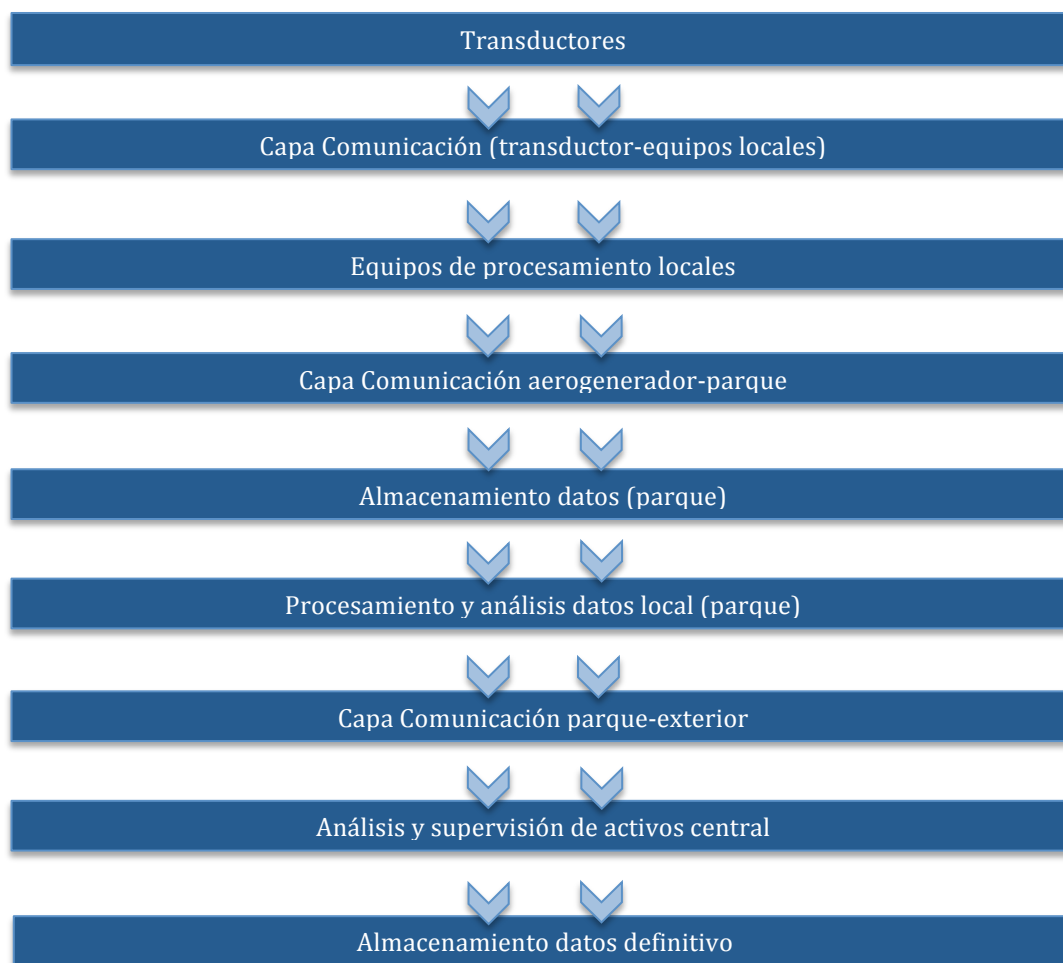 Transductores
Capa Comunicación (transductor-equipos locales)
Equipos de procesamiento locales
Capa Comunicación aerogenerador-parque
Almacenamiento datos (parque)
Procesamiento y análisis datos local (parque)
Capa Comunicación parque-exterior
Análisis y supervisión de activos central
Almacenamiento datos definitivo